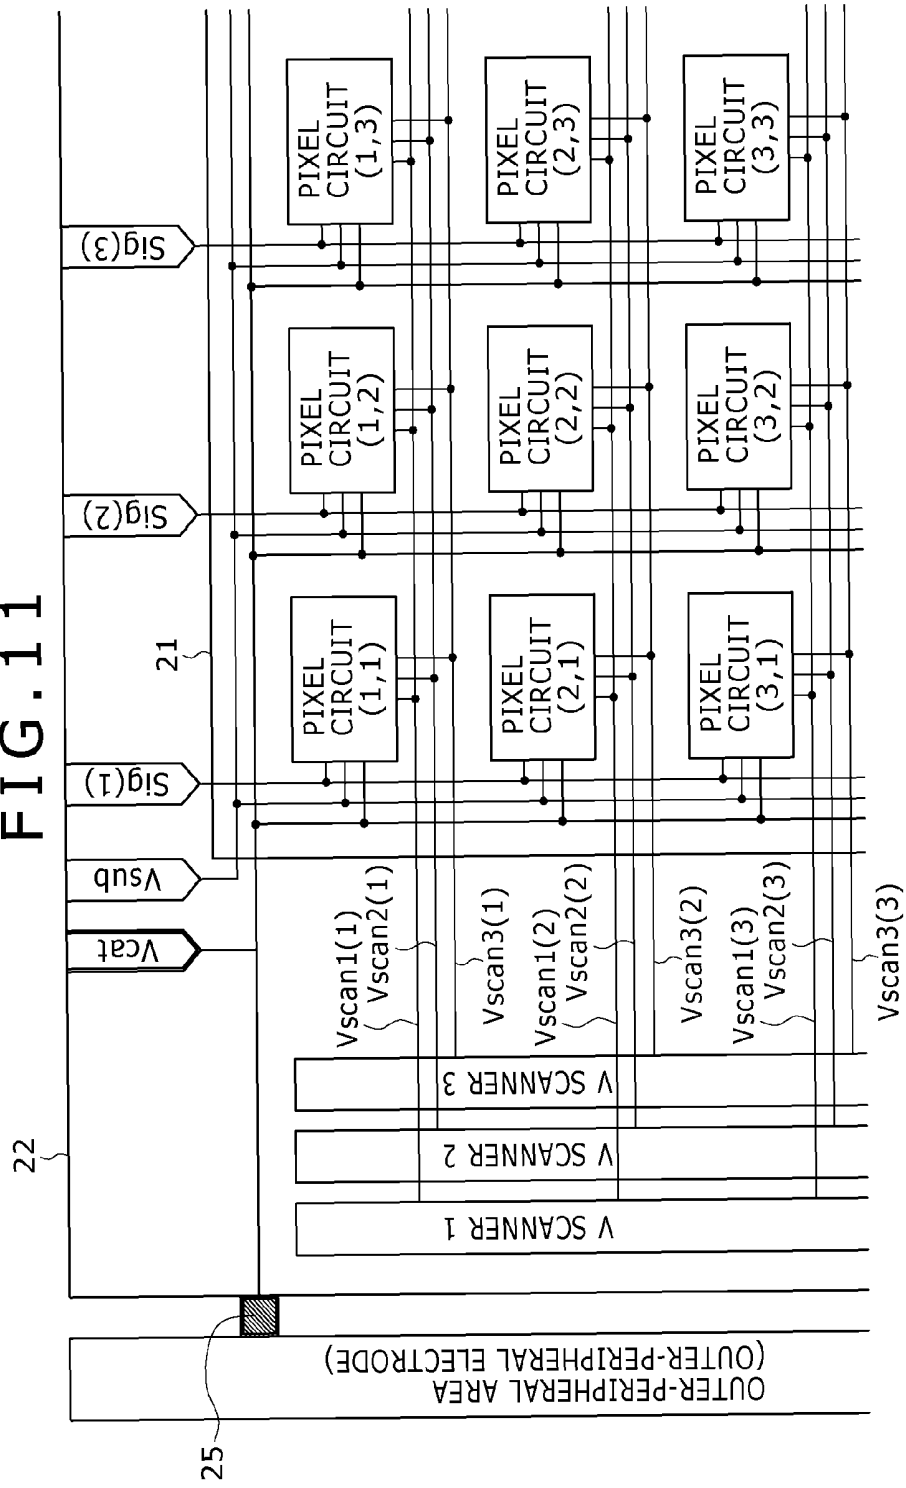 FIG.11
22
21
25
Vcat
Vsub
Sig(1)
Sig(2)
Sig(3)
OUTER-PERIPHERAL AREA
(OUTER-PERIPHERAL ELECTRODE)
V SCANNER 1
V SCANNER 2
V SCANNER 3
Vscan1(1)
Vscan2(1)
Vscan3(1)
PIXEL
CIRCUIT
(1,1)
PIXEL
CIRCUIT
(1,2)
PIXEL
CIRCUIT
(1,3)
Vscan1(2)
Vscan2(2)
Vscan3(2)
PIXEL
CIRCUIT
(2,1)
PIXEL
CIRCUIT
(2,2)
PIXEL
CIRCUIT
(2,3)
Vscan1(3)
Vscan2(3)
Vscan3(3)
PIXEL
CIRCUIT
(3,1)
PIXEL
CIRCUIT
(3,2)
PIXEL
CIRCUIT
(3,3)